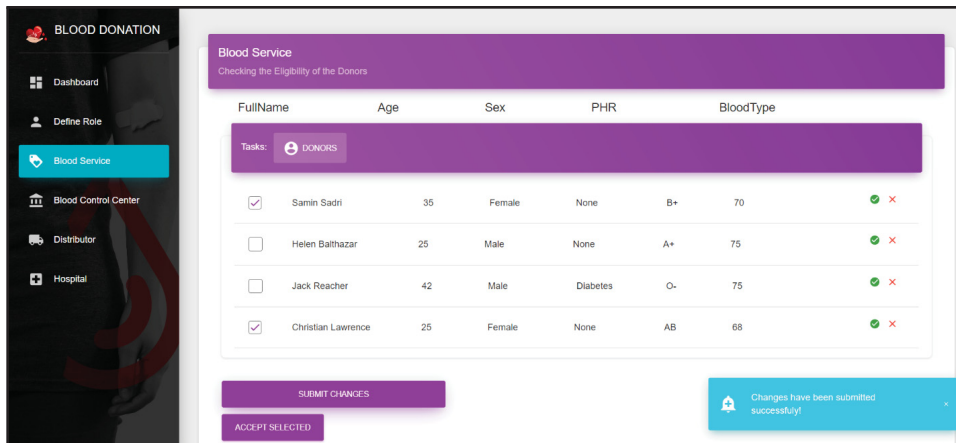 BLOOD DONATION
Dashboard
Define Role
Blood Service
Blood Control Center
Distributor
Hospital
Blood Service
Checking the Eligibility of the Donors
FullName Age Sex PHR BloodType
Tasks: DONORS
Samin Sadri 35 Female None B+ 70
Helen Balthazar 25 Male None A+ 75
Jack Reacher 42 Male Diabetes O- 75
Christian Lawrence 25 Female None AB 68
SUBMIT CHANGES
ACCEPT SELECTED
Changes have been submitted
successfuly!